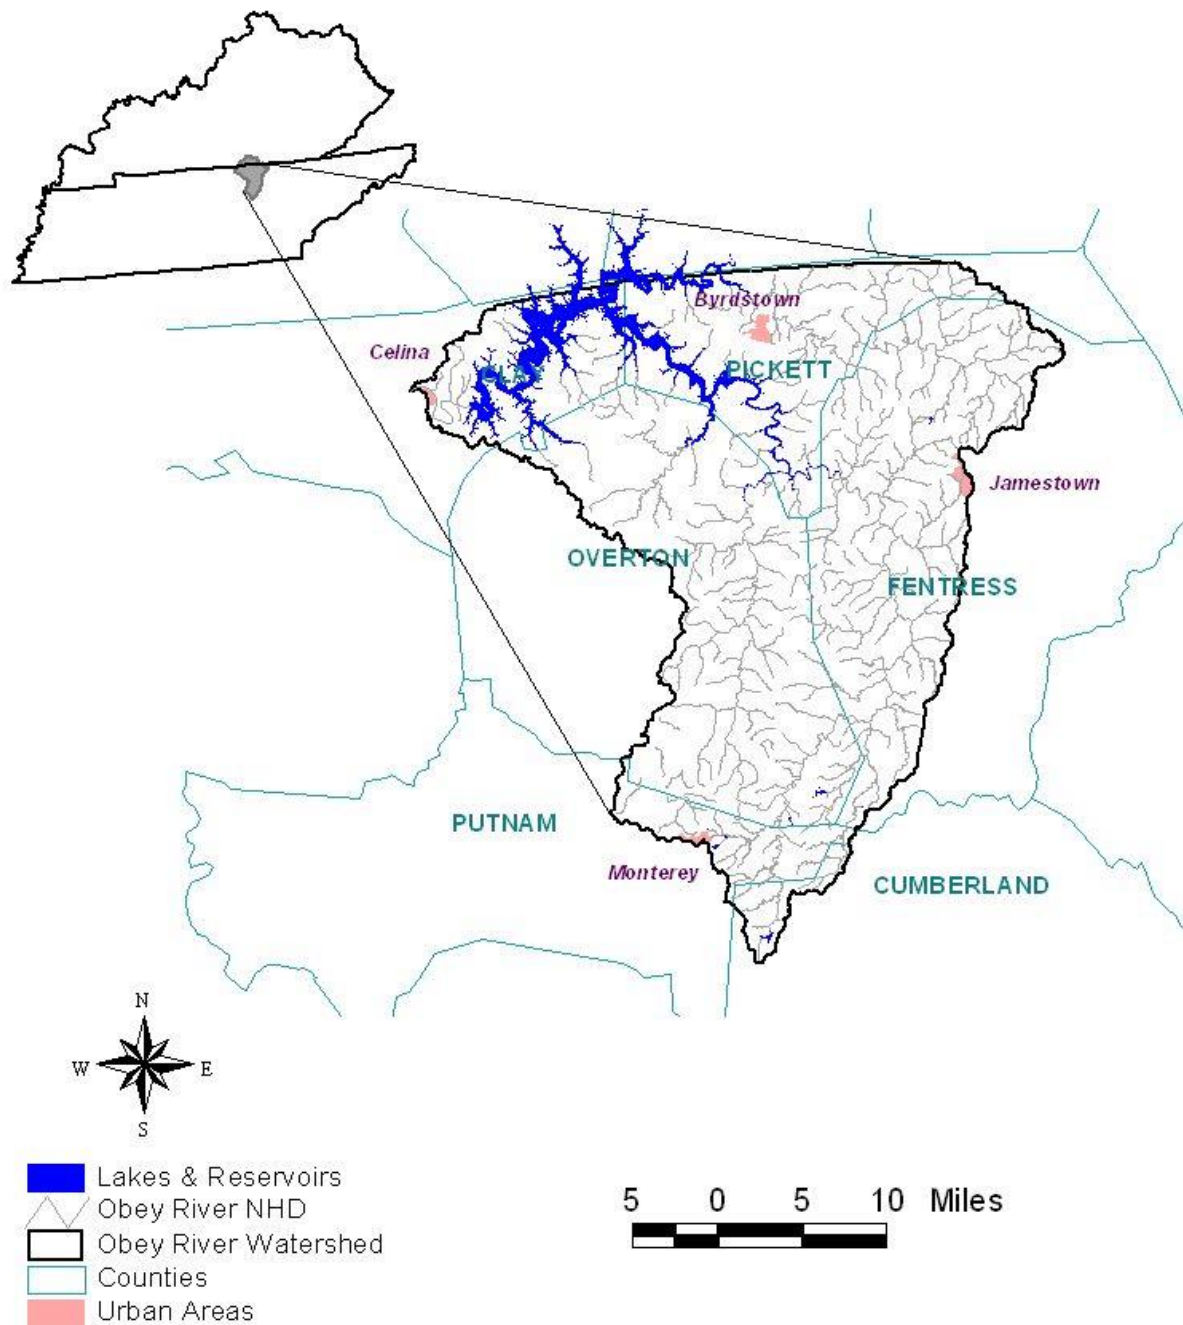 Byrdstown
Celina
CLAY
PICKETT
Jamestown
OVERTON
FENTRESS
PUTNAM
Monterey
CUMBERLAND
N
W E
S
Lakes & Reservoirs
Obey River NHD
Obey River Watershed
Counties
Urban Areas
5 0 5 10 Miles